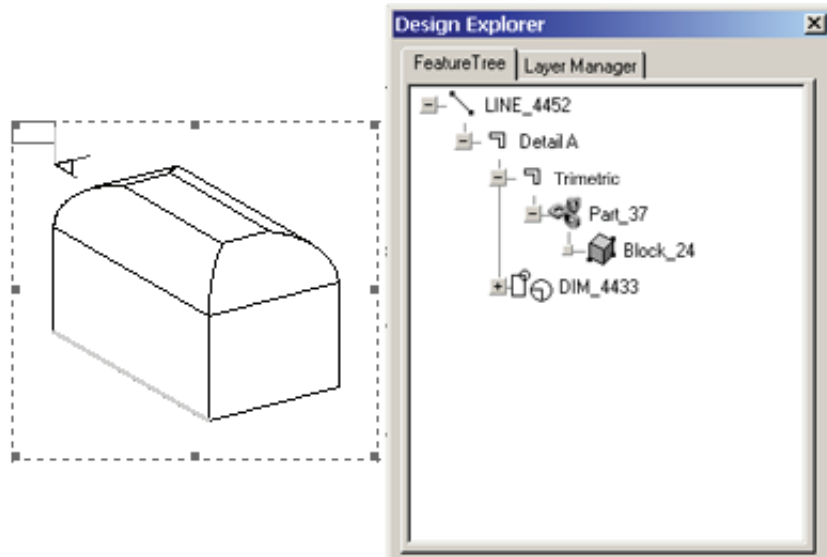 Design Explorer
FeatureTree
Layer Manager
LINE_4452
Detail A
Trimetric
Part_37
Block_24
DIM_4433
A